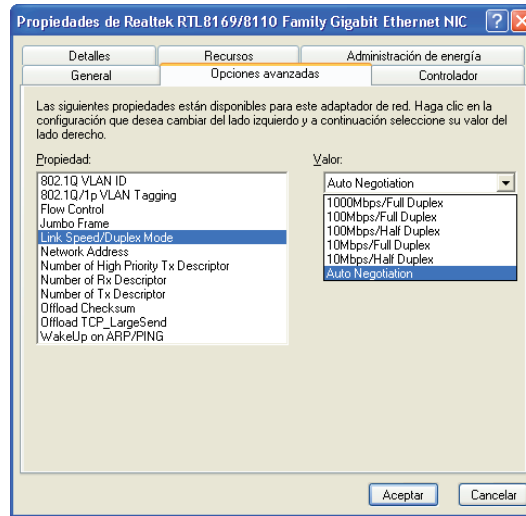 Propiedades de Realtek RTL8169/8110 Family Gigabit Ethernet NIC
Detalles Recursos Administración de energía
General Opciones avanzadas Controlador
Las siguientes propiedades están disponibles para este adaptador de red. Haga clic en la
configuración que desea cambiar del lado izquierdo y a continuación seleccione su valor del
lado derecho.
Propiedad:
802.1Q VLAN ID
802.1Q/1p VLAN Tagging
Flow Control
Jumbo Frame
Link Speed/Duplex Mode
Network Address
Number of High Priority Tx Descriptor
Number of Rx Descriptor
Number of Tx Descriptor
Offload Checksum
Offload TCP_LargeSend
WakeUp on ARP/PING
Valor:
Auto Negotiation
1000Mbps/Full Duplex
100Mbps/Full Duplex
100Mbps/Half Duplex
10Mbps/Full Duplex
10Mbps/Half Duplex
Auto Negotiation
Aceptar Cancelar